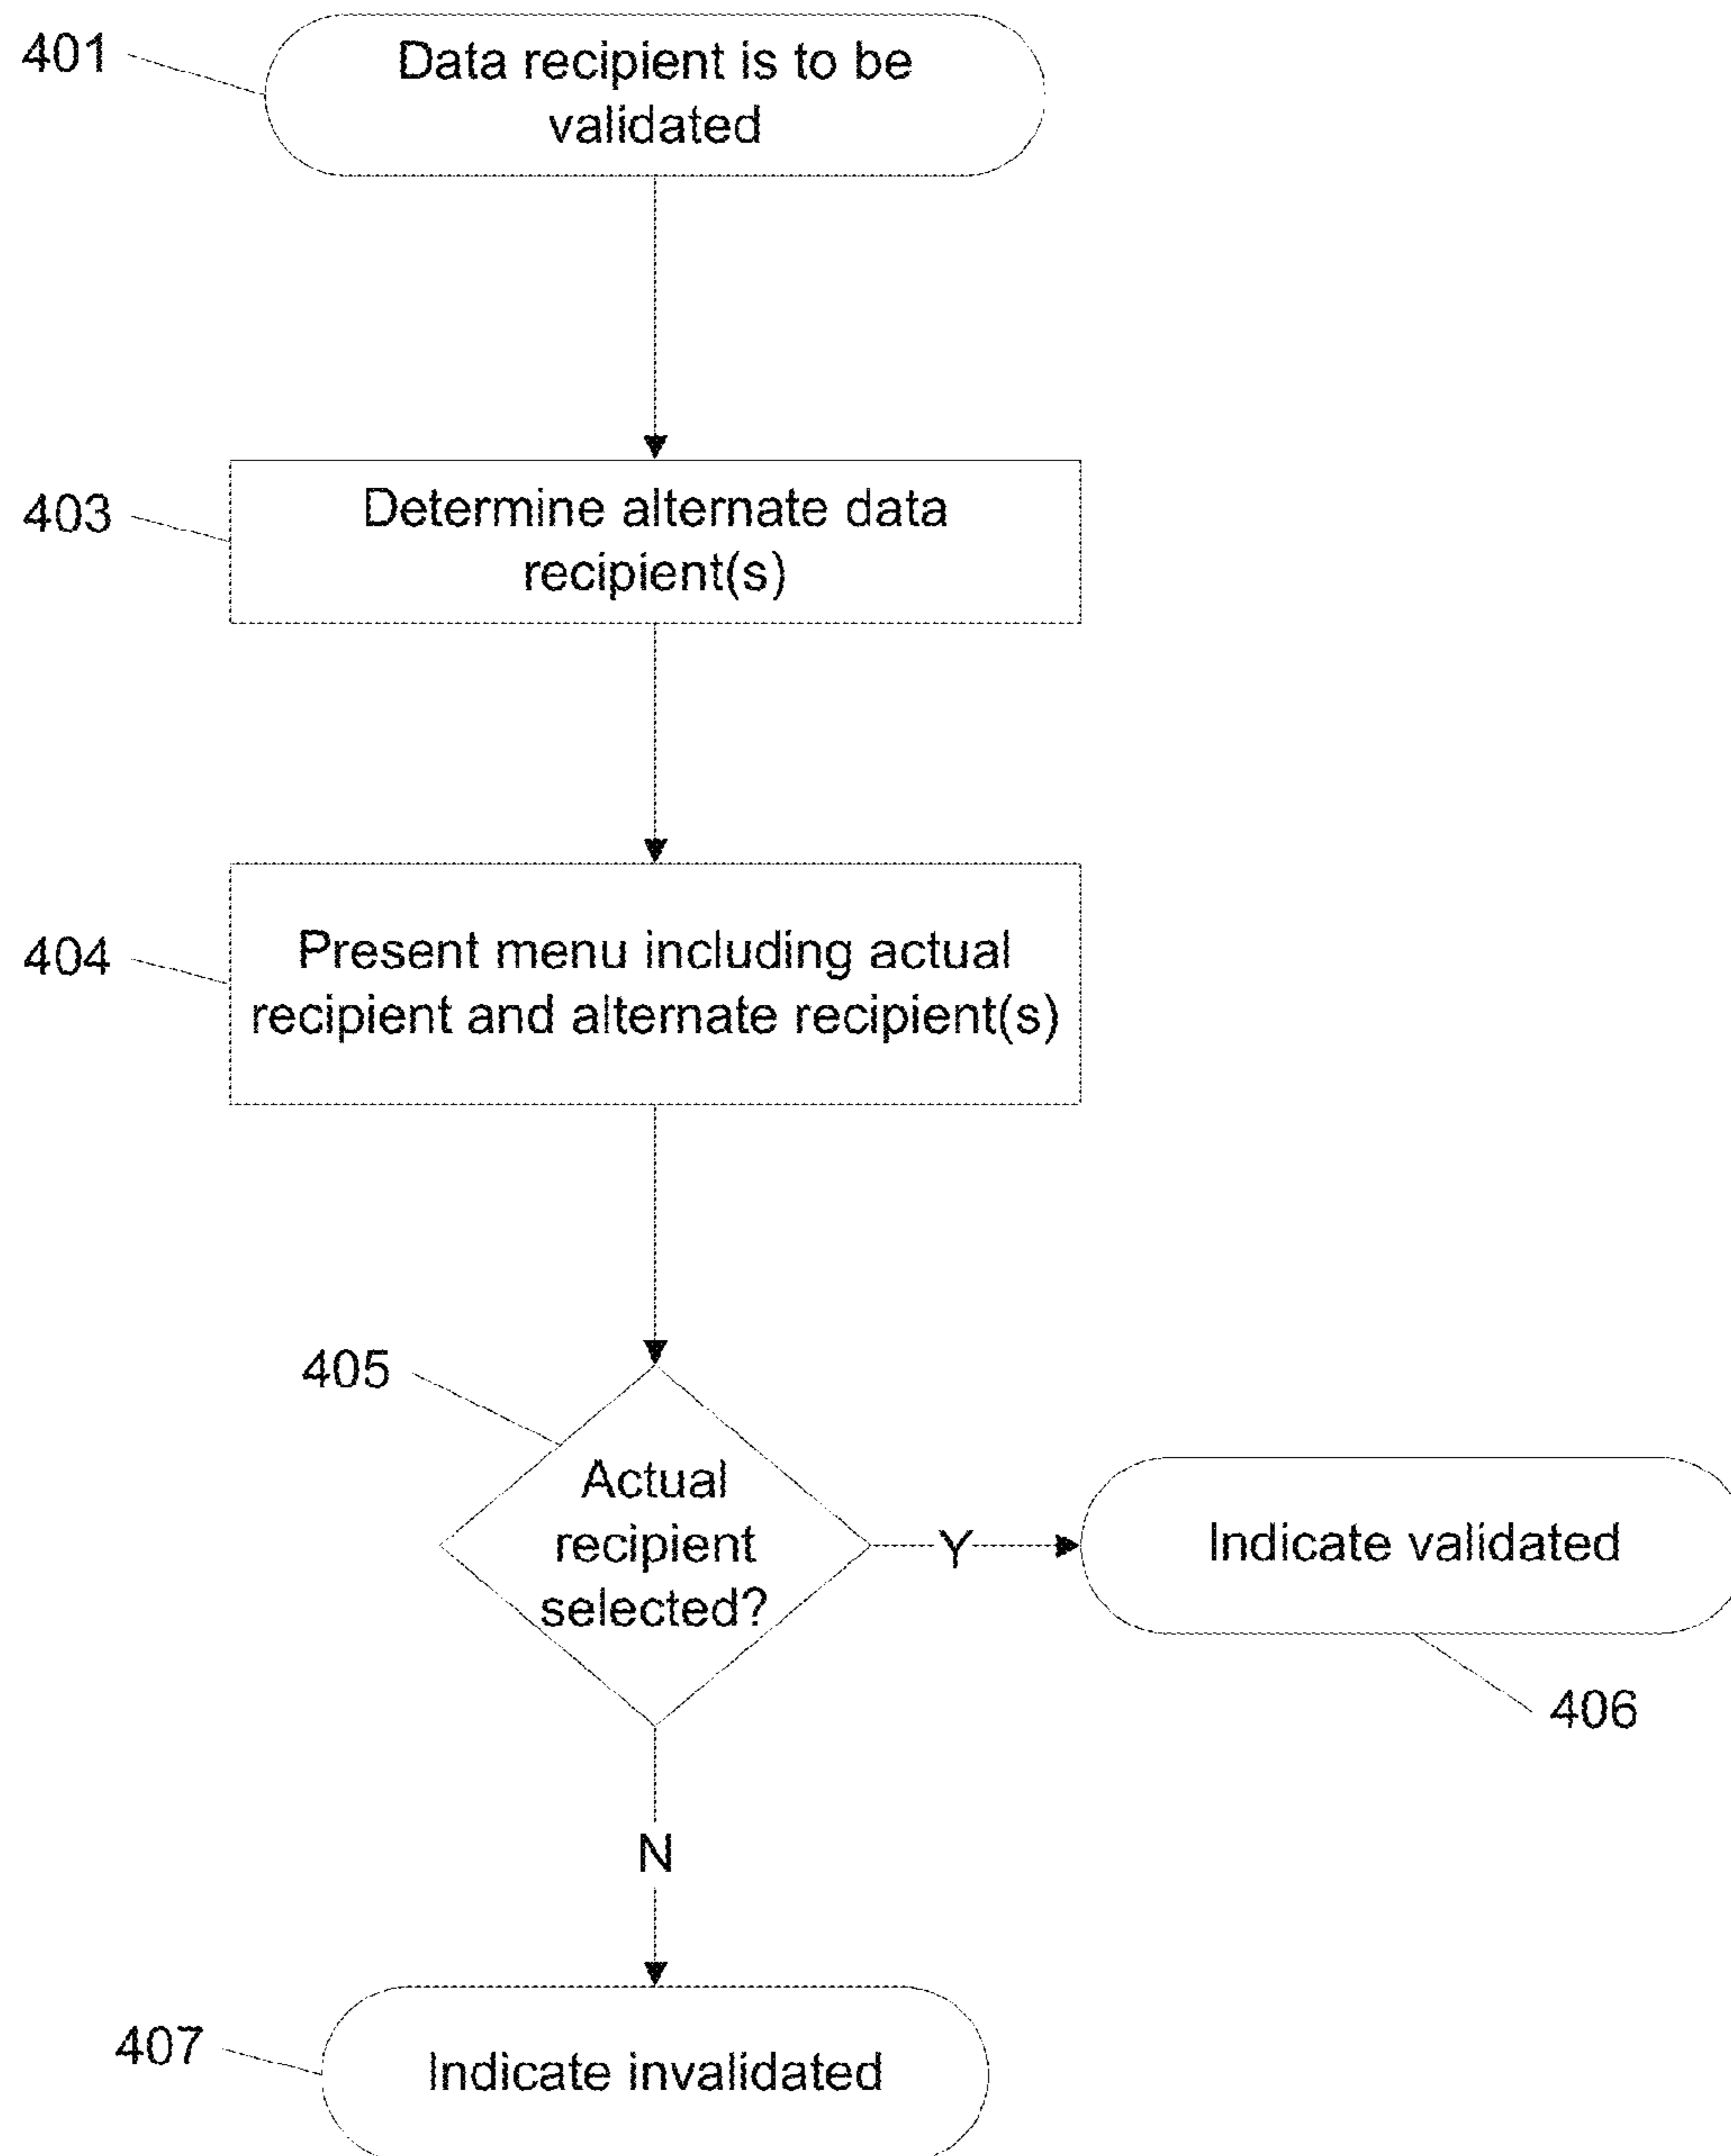 401
Data recipient is to be
validated
403
Determine alternate data
recipient(s)
404
Present menu including actual
recipient and alternate recipient(s)
405
Actual
recipient
selected?
Y
Indicate validated
406
N
407
Indicate invalidated